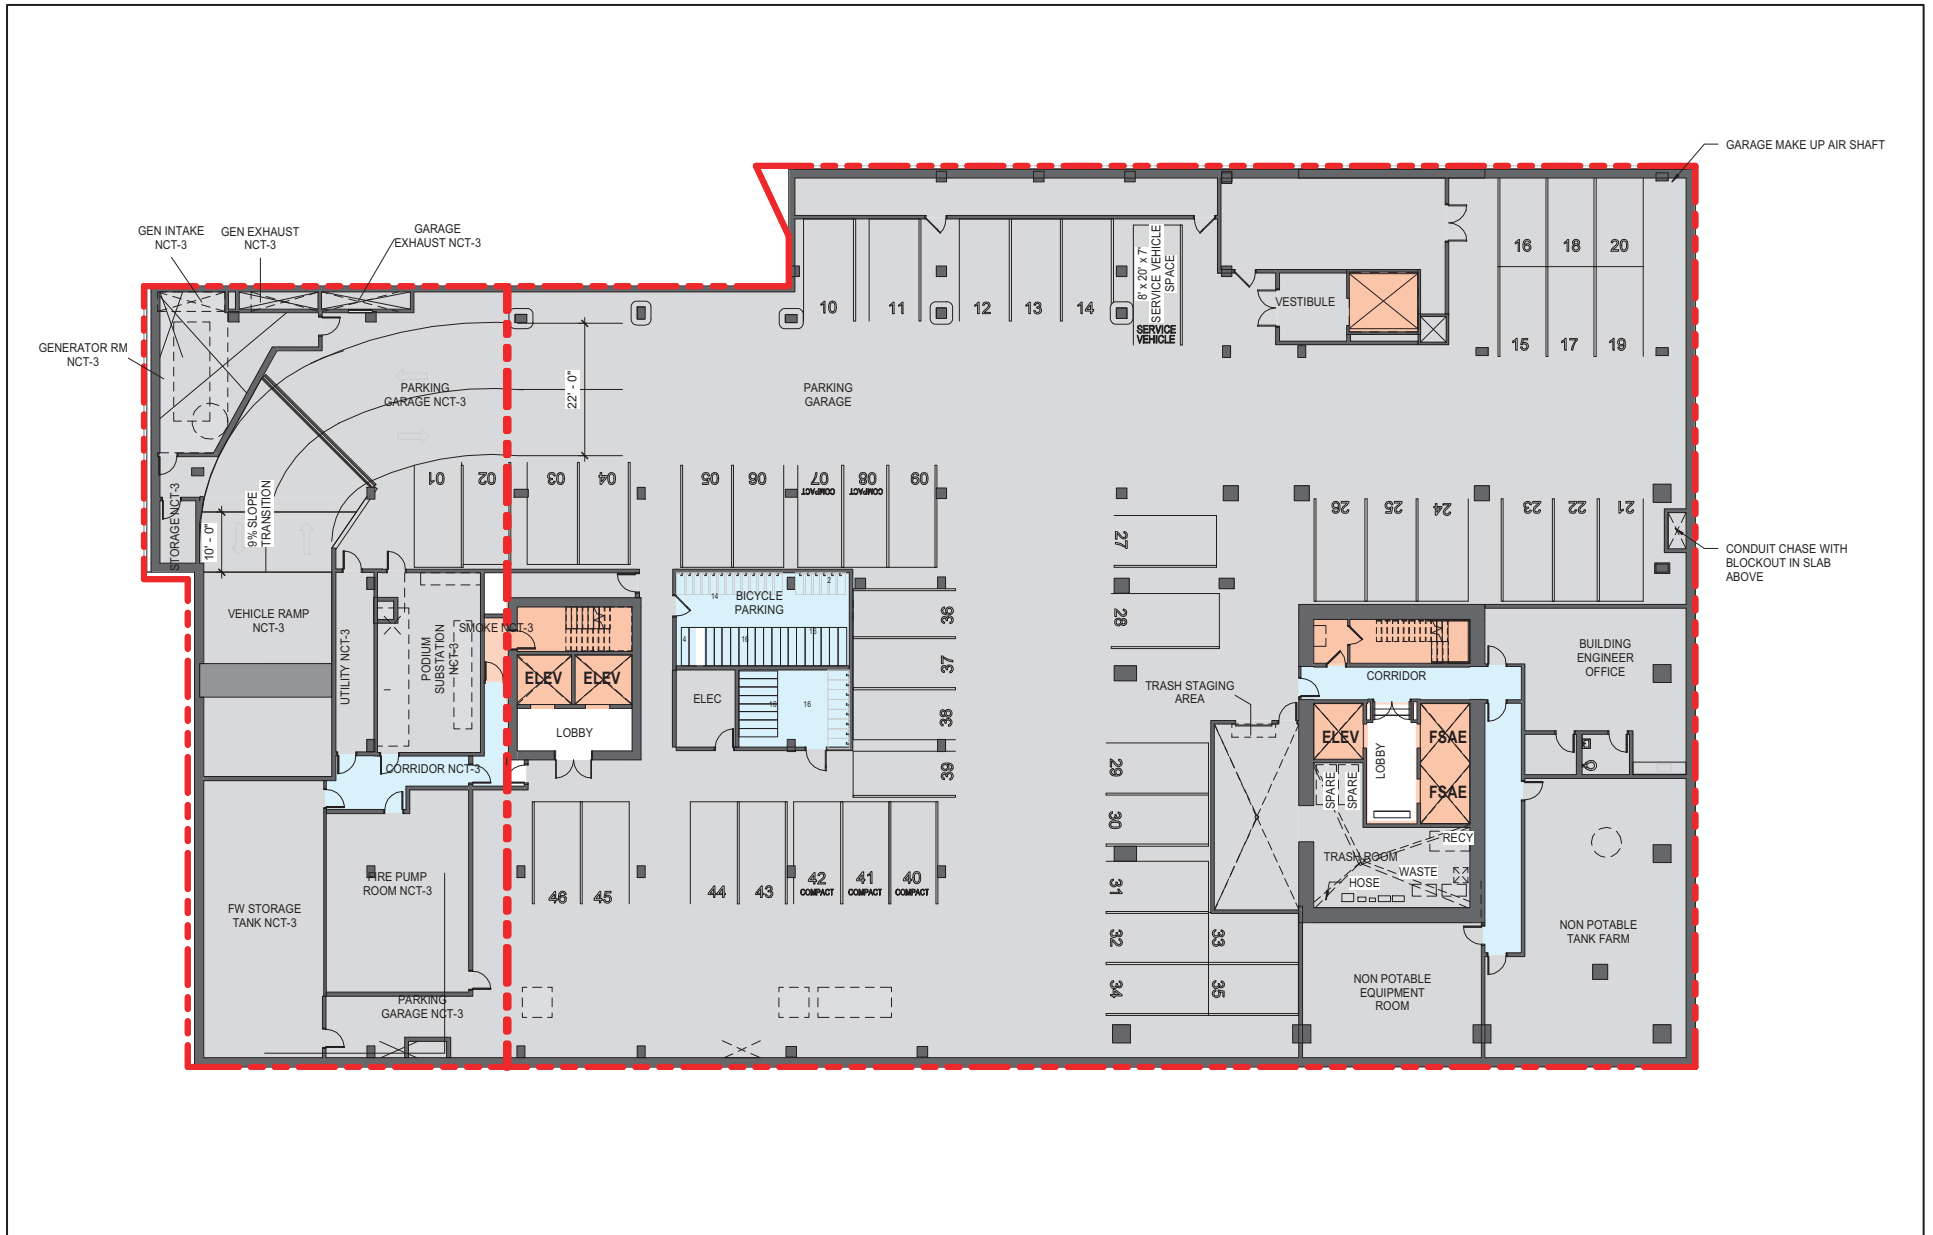 GARAGE MAKE UP AIR SHAFT
GEN INTAKE
NCT-3
GEN EXHAUST
NCT-3
GARAGE
EXHAUST NCT-3
GENERATOR RM
NCT-3
PARKING
GARAGE NCT-3
22' - 0"
PARKING
GARAGE
10
11
12
13
14
8' x 20' x 7'
SERVICE VEHICLE
SPACE
SERVICE
VEHICLE
VESTIBULE
16
18
20
15
17
19
01
02
03
04
05
06
07
COMPACT
08
COMPACT
09
STORAGE NCT-3
10' - 0"
9% SLOPE
TRANSITION
27
26
25
24
23
22
21
CONDUIT CHASE WITH
BLOCKOUT IN SLAB
ABOVE
VEHICLE RAMP
NCT-3
UTILITY NCT-3
PODIUM
SUBSTATION
NCT-3
SMOKE NCT-3
ELEV
ELEV
LOBBY
14
2
BICYCLE
PARKING
4
16
15
ELEC
16
16
36
37
38
39
28
TRASH STAGING
AREA
CORRIDOR
BUILDING
ENGINEER
OFFICE
ELEV
LOBBY
FSAE
FSAE
SPARE
SPARE
RECY
TRASH ROOM
WASTE
HOSE
CORRIDOR NCT-3
29
30
31
32
33
34
35
46
45
44
43
42
COMPACT
41
COMPACT
40
COMPACT
FIRE PUMP
ROOM NCT-3
FW STORAGE
TANK NCT-3
PARKING
GARAGE NCT-3
NON POTABLE
TANK FARM
NON POTABLE
EQUIPMENT
ROOM